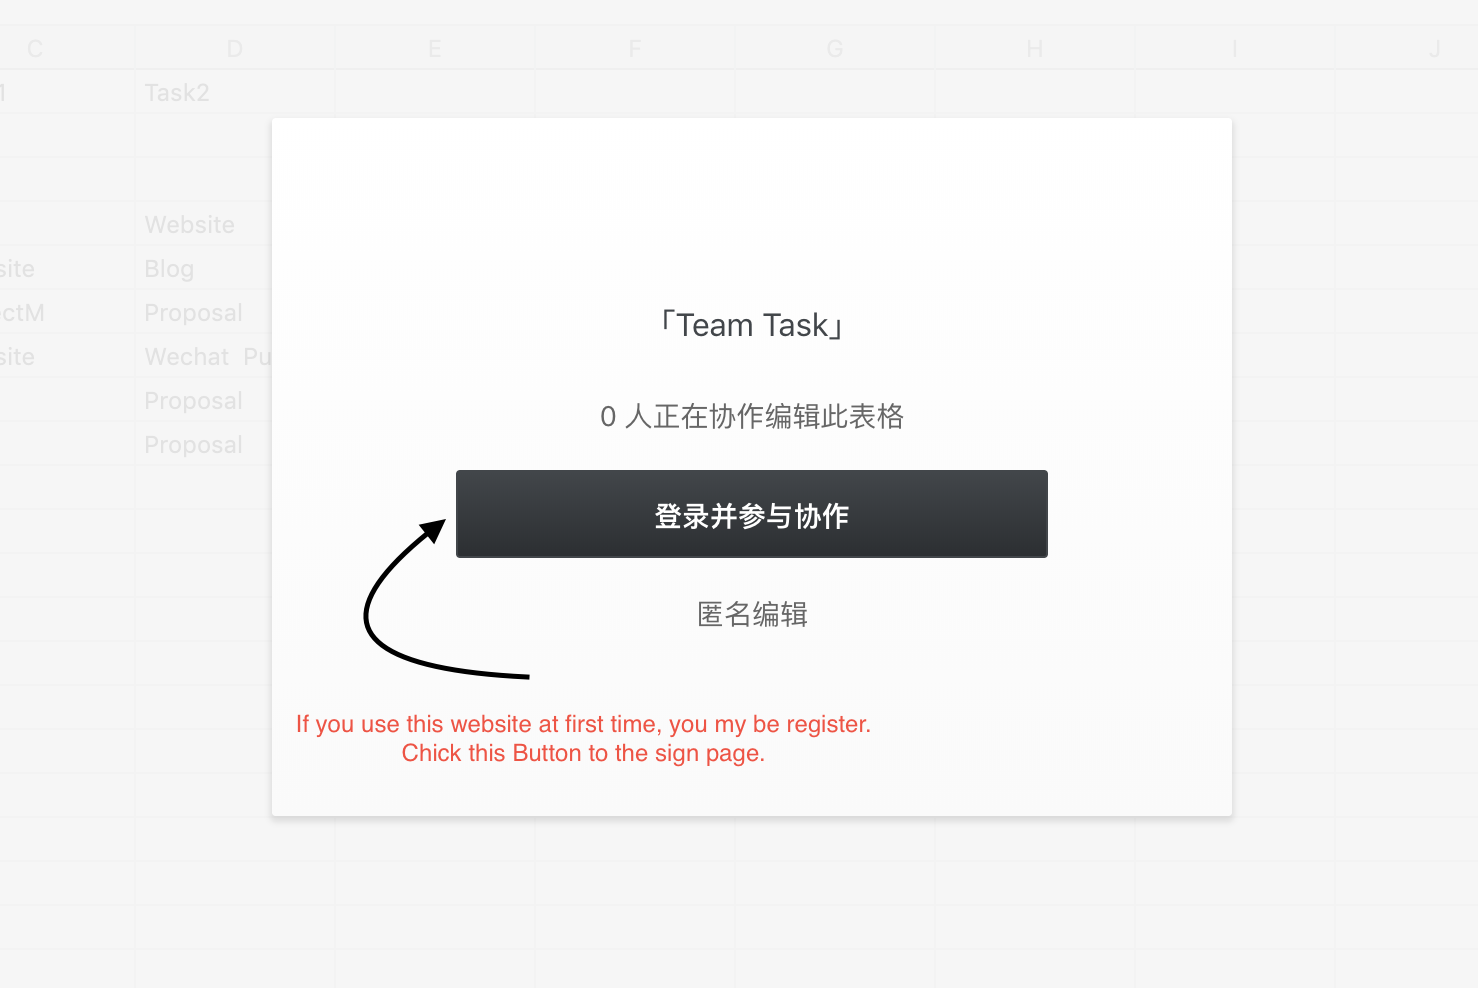 C D E F G H I J
1 Task2
Website
site Blog
ectM Proposal
site Wechat Pu
Proposal
Proposal
「Team Task」
0 人正在协作编辑此表格
登录并参与协作
匿名编辑
If you use this website at first time, you my be register.
Chick this Button to the sign page.